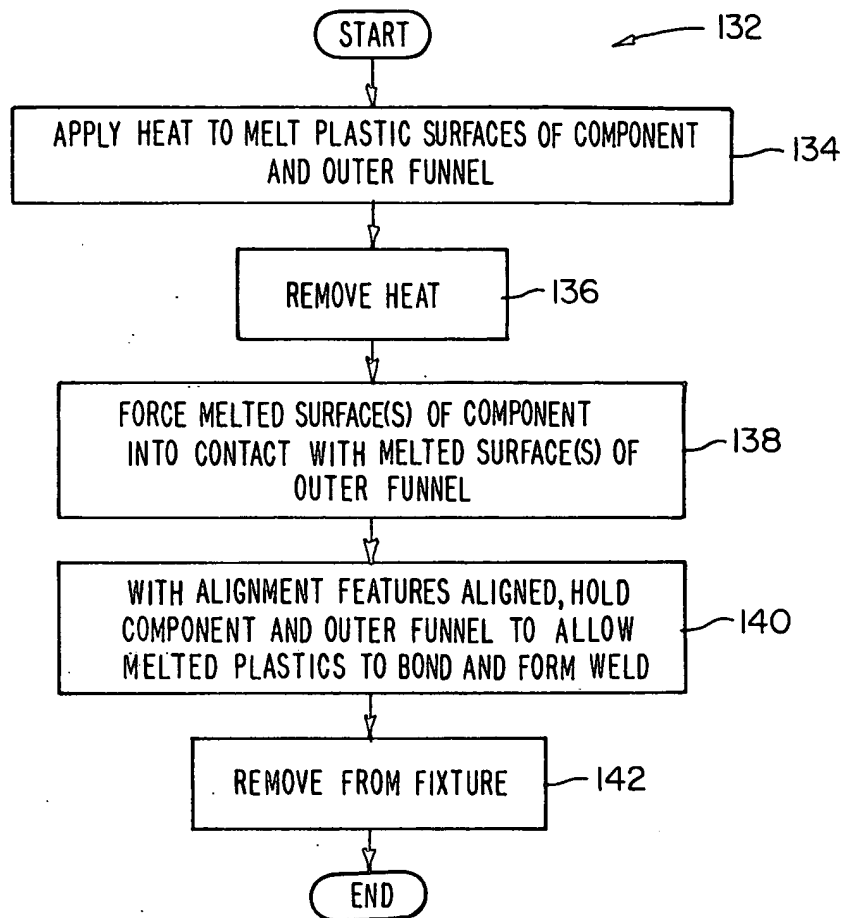 START
132
APPLY HEAT TO MELT PLASTIC SURFACES OF COMPONENT
AND OUTER FUNNEL
134
REMOVE HEAT
136
FORCE MELTED SURFACE(S) OF COMPONENT
INTO CONTACT WITH MELTED SURFACE(S) OF
OUTER FUNNEL
138
WITH ALIGNMENT FEATURES ALIGNED, HOLD
COMPONENT AND OUTER FUNNEL TO ALLOW
MELTED PLASTICS TO BOND AND FORM WELD
140
REMOVE FROM FIXTURE
142
END